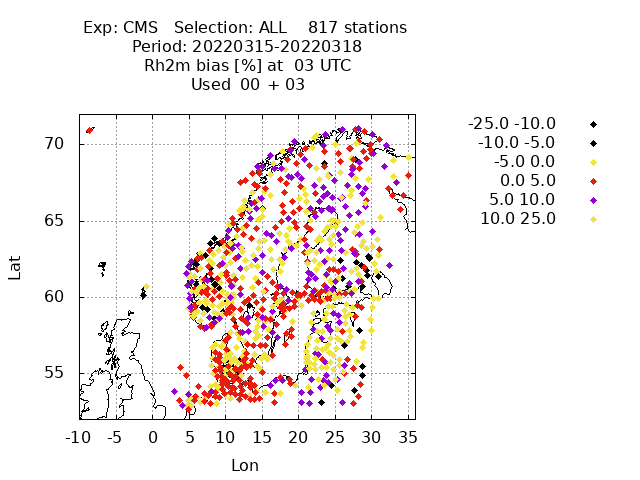 Exp: CMS Selection: ALL 817 stations
Period: 20220315-20220318
Rh2m bias [%] at 03 UTC
Used 00 + 03
-25.0 -10.0
-10.0 -5.0
-5.0 0.0
0.0 5.0
5.0 10.0
10.0 25.0
70
65
60
55
Lat
-10 -5 0 5 10 15 20 25 30 35
Lon